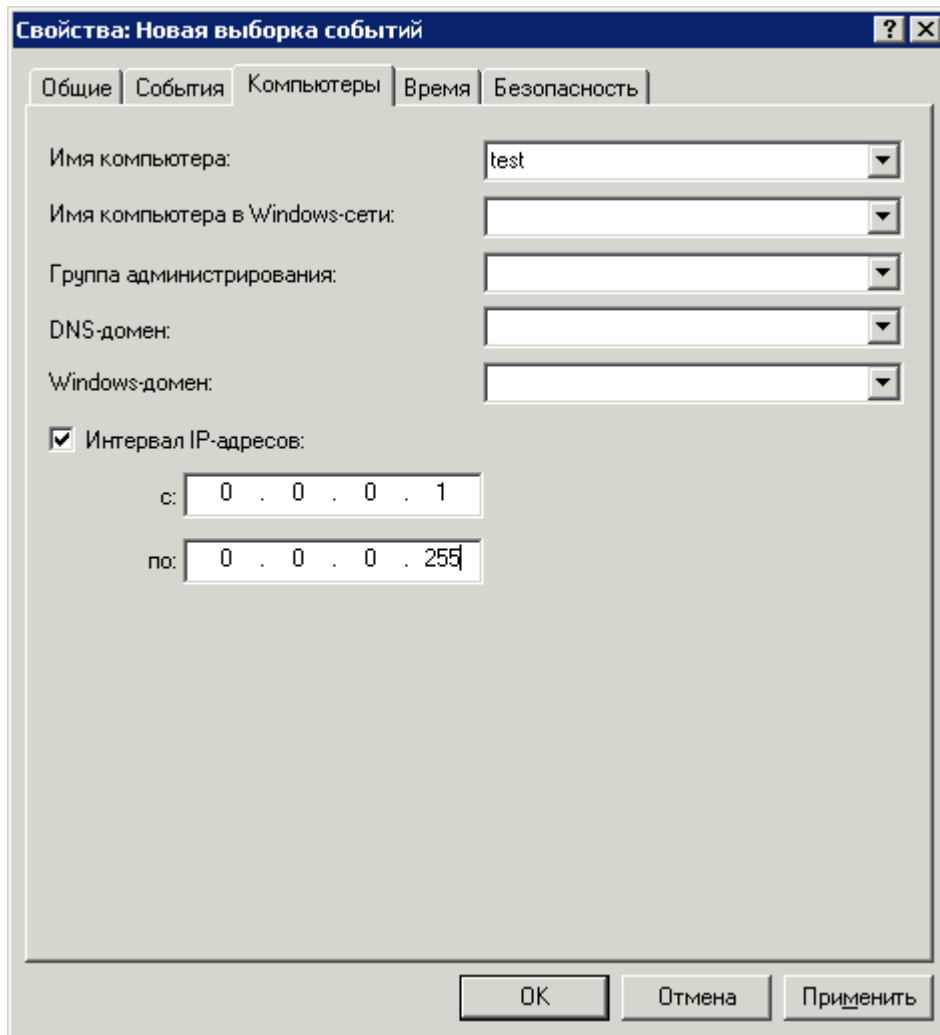 Свойства: Новая выборка событий
Общие События Компьютеры Время Безопасность
Имя компьютера: test
Имя компьютера в Windows-сети:
Группа администрирования:
DNS-домен:
Windows-домен:
Интервал IP-адресов:
с: 0 . 0 . 0 . 1
по: 0 . 0 . 0 . 255
OK Отмена Применить